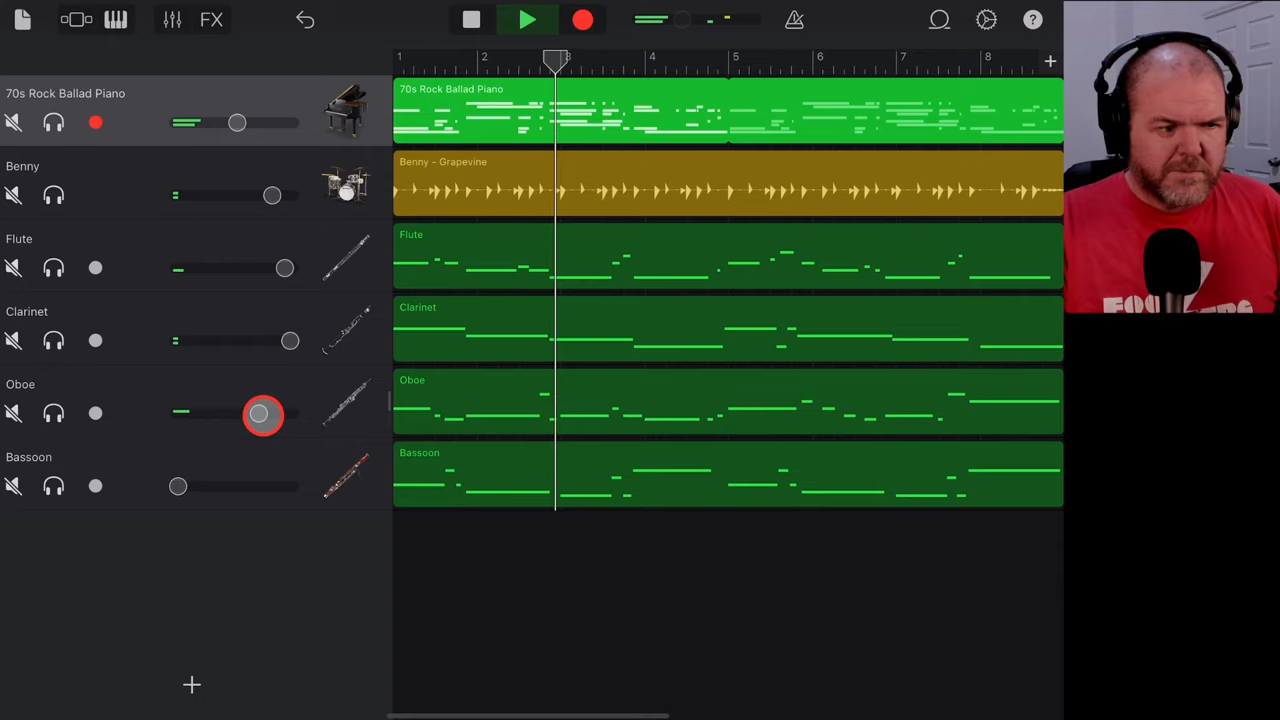 FX
?
1 2 3 4 5 6 7 8
+
70s Rock Ballad Piano
70s Rock Ballad Piano
Benny
Benny - Grapevine
Flute
Flute
Clarinet
Clarinet
Oboe
Oboe
Bassoon
Bassoon
+